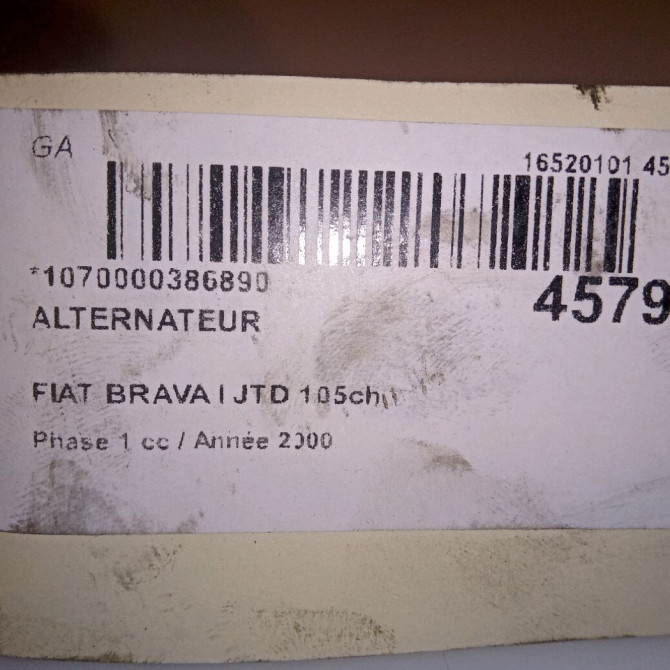 GA
16520101 45
*1070000386890
4579
ALTERNATEUR
FIAT BRAVA I JTD 105ch
Phase 1 cc / Année 2000